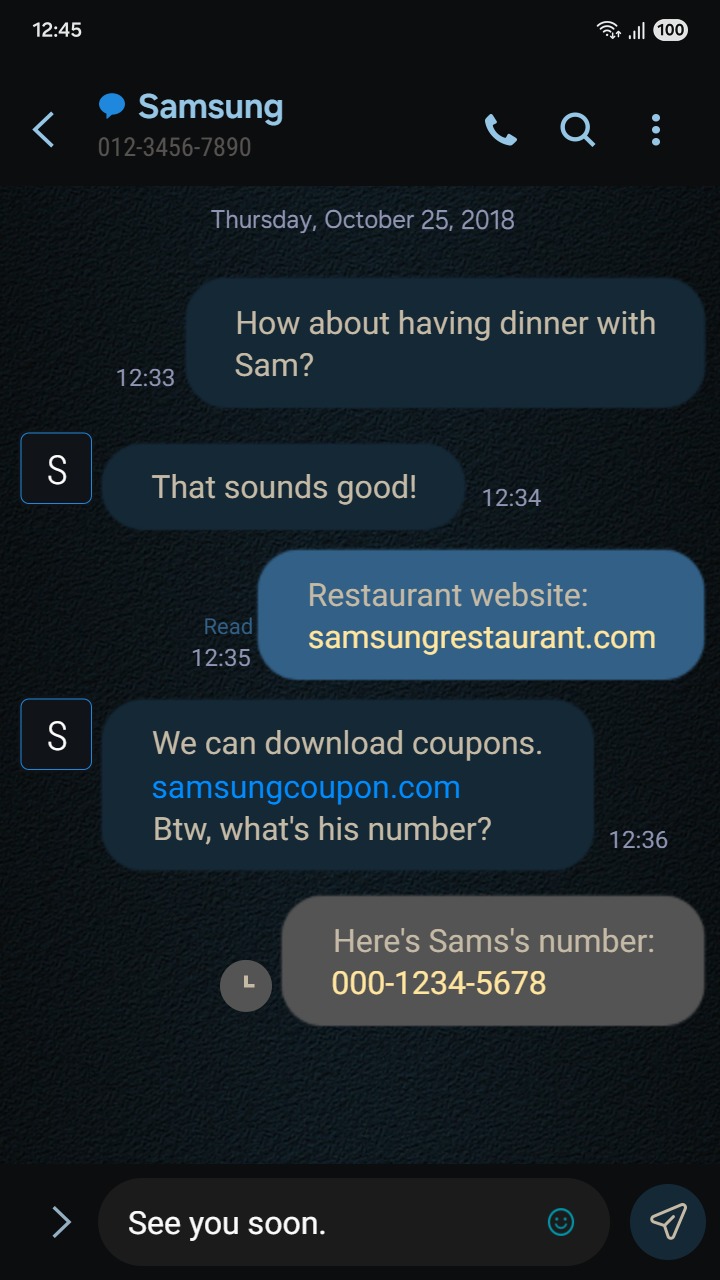 12:45
100
Samsung
012-3456-7890
Thursday, October 25, 2018
How about having dinner with
Sam?
12:33
S
That sounds good!
12:34
Restaurant website:
samsungrestaurant.com
Read
12:35
S
We can download coupons.
samsungcoupon.com
Btw, what's his number?
12:36
Here's Sams's number:
000-1234-5678
See you soon.